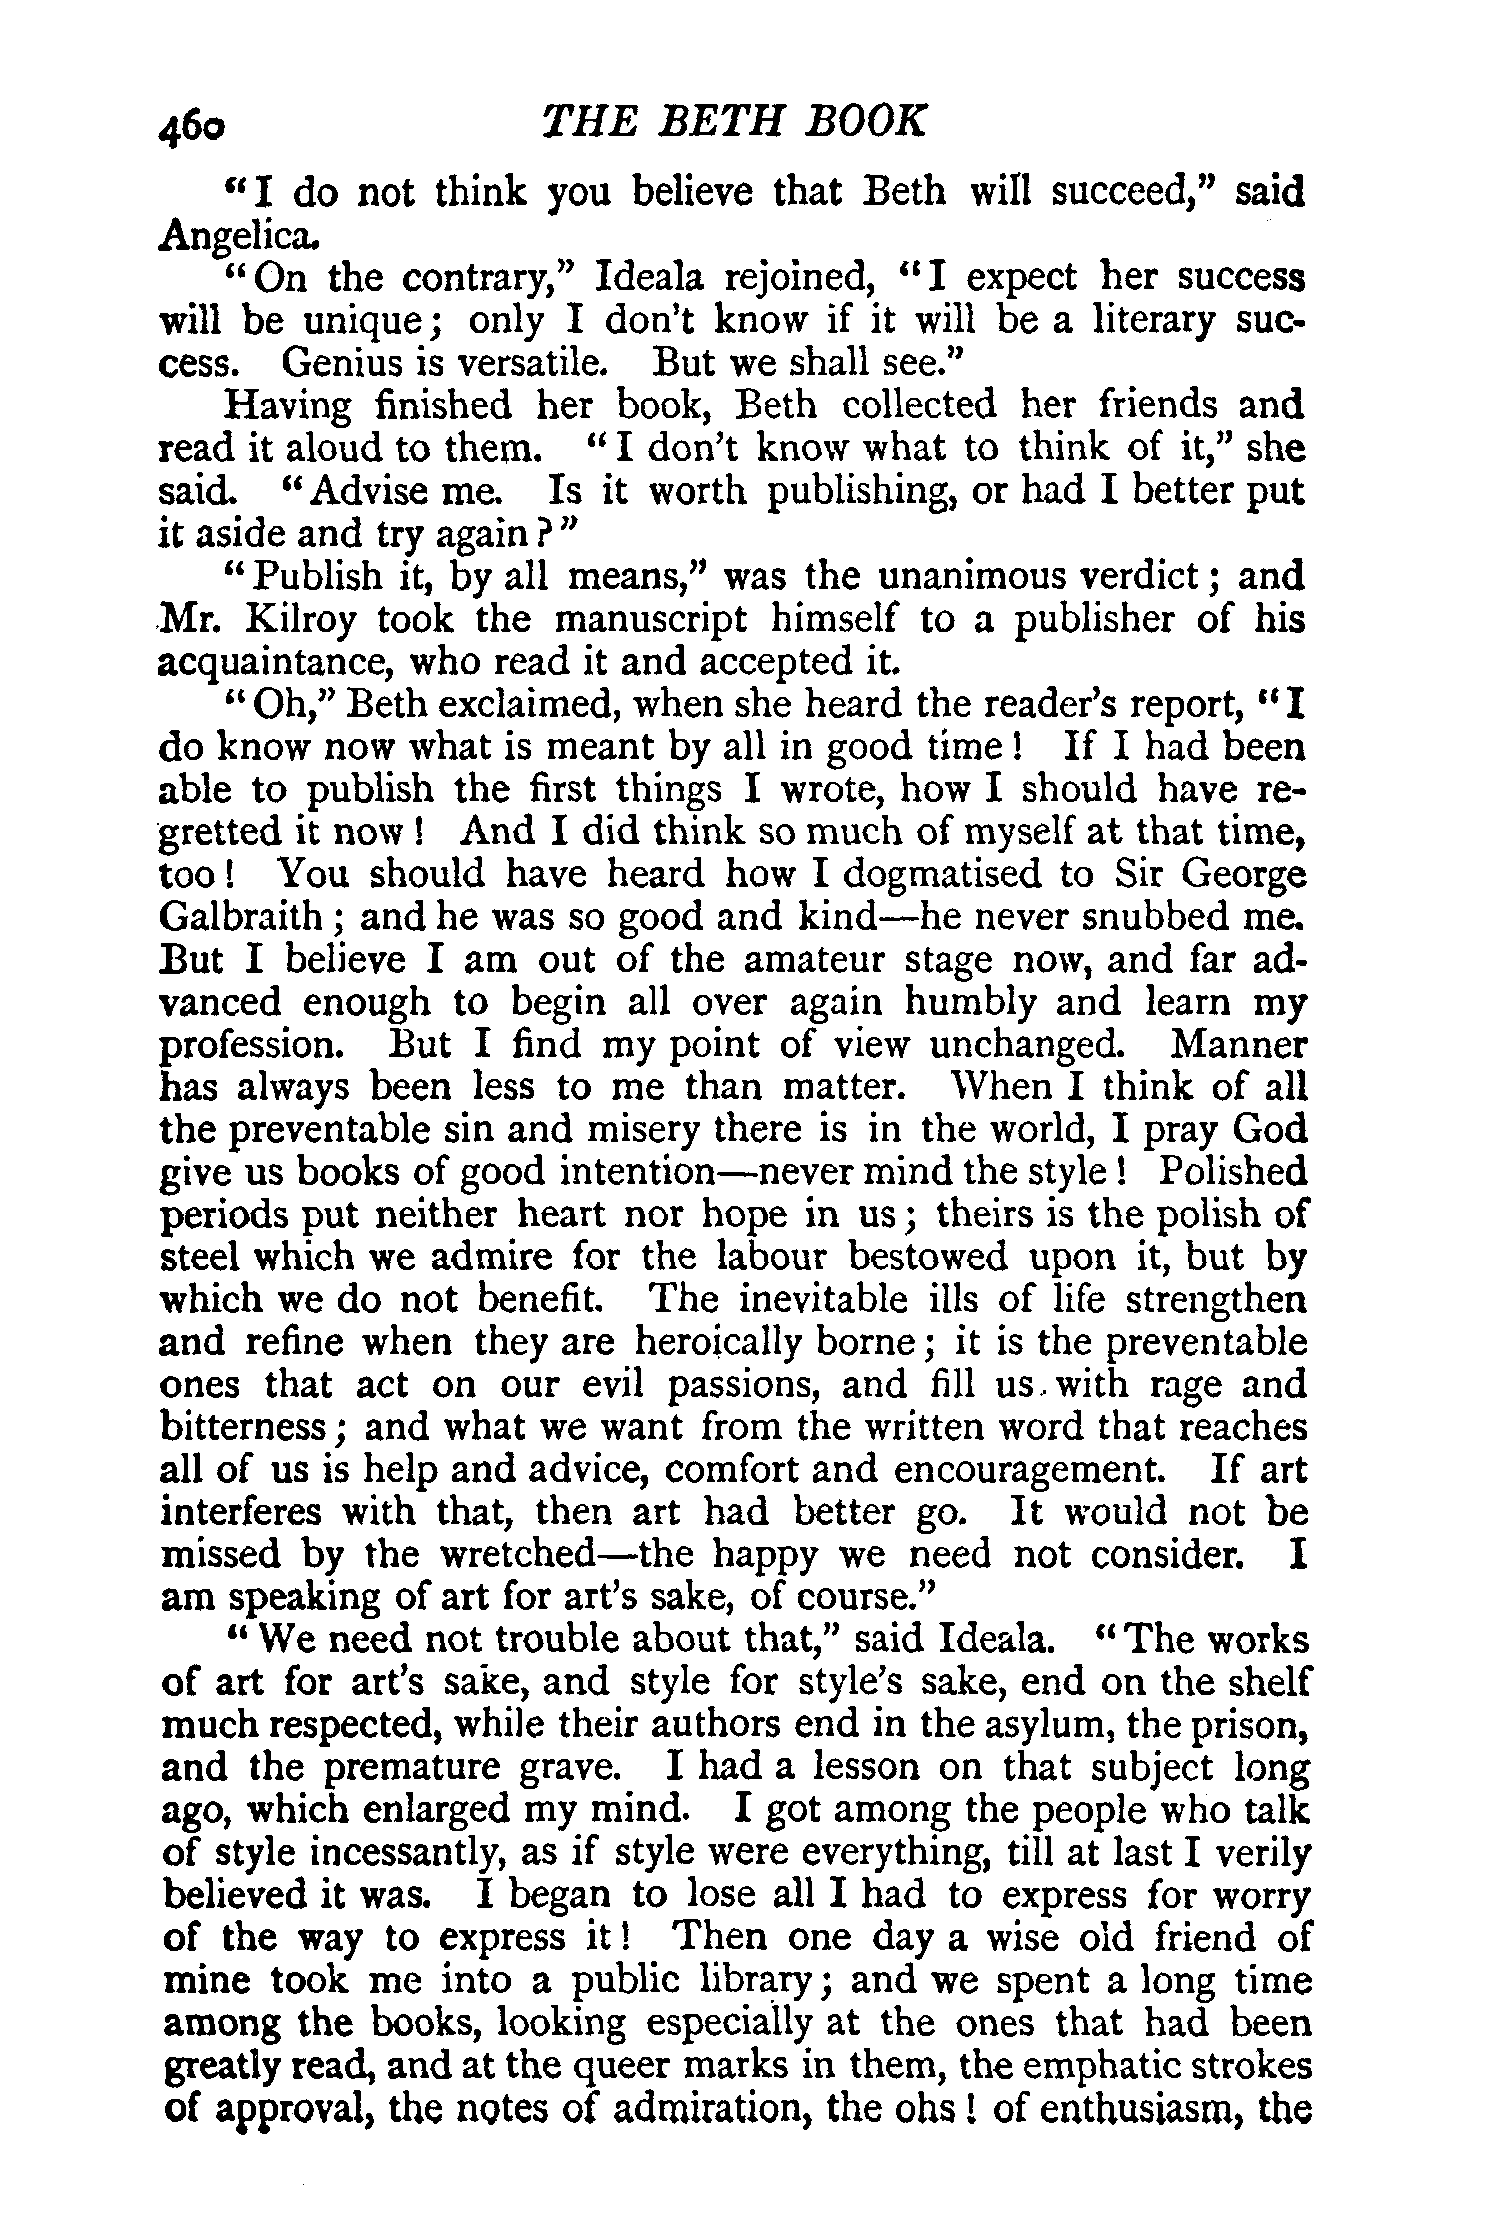 460 THE BETH BOOK
"I do not think you believe that Beth will succeed," said
Angelica.
"On the contrary," Ideala rejoined, "I expect her success
will be unique; only I don't know if it will be a literary suc-
cess. Genius is versatile. But we shall see."
Having finished her book, Beth collected her friends and
read it aloud to them. "I don't know what to think of it," she
said. "Advise me. Is it worth publishing, or had I better put
it aside and try again?"
"Publish it, by all means," was the unanimous verdict; and
Mr. Kilroy took the manuscript himself to a publisher of his
acquaintance, who read it and accepted it.
"Oh," Beth exclaimed, when she heard the reader's report, "I
do know now what is meant by all in good time! If I had been
able to publish the first things I wrote, how I should have re-
gretted it now! And I did think so much of myself at that time,
too! You should have heard how I dogmatised to Sir George
Galbraith; and he was so good and kind—he never snubbed me.
But I believe I am out of the amateur stage now, and far ad-
vanced enough to begin all over again humbly and learn my
profession. But I find my point of view unchanged. Manner
has always been less to me than matter. When I think of all
the preventable sin and misery there is in the world, I pray God
give us books of good intention—never mind the style! Polished
periods put neither heart nor hope in us; theirs is the polish of
steel which we admire for the labour bestowed upon it, but by
which we do not benefit. The inevitable ills of life strengthen
and refine when they are heroically borne; it is the preventable
ones that act on our evil passions, and fill us with rage and
bitterness; and what we want from the written word that reaches
all of us is help and advice, comfort and encouragement. If art
interferes with that, then art had better go. It would not be
missed by the wretched—the happy we need not consider. I
am speaking of art for art's sake, of course."
"We need not trouble about that," said Ideala. "The works
of art for art's sake, and style for style's sake, end on the shelf
much respected, while their authors end in the asylum, the prison,
and the premature grave. I had a lesson on that subject long
ago, which enlarged my mind. I got among the people who talk
of style incessantly, as if style were everything, till at last I verily
believed it was. I began to lose all I had to express for worry
of the way to express it! Then one day a wise old friend of
mine took me into a public library; and we spent a long time
among the books, looking especially at the ones that had been
greatly read, and at the queer marks in them, the emphatic strokes
of approval, the notes of admiration, the ohs! of enthusiasm, the